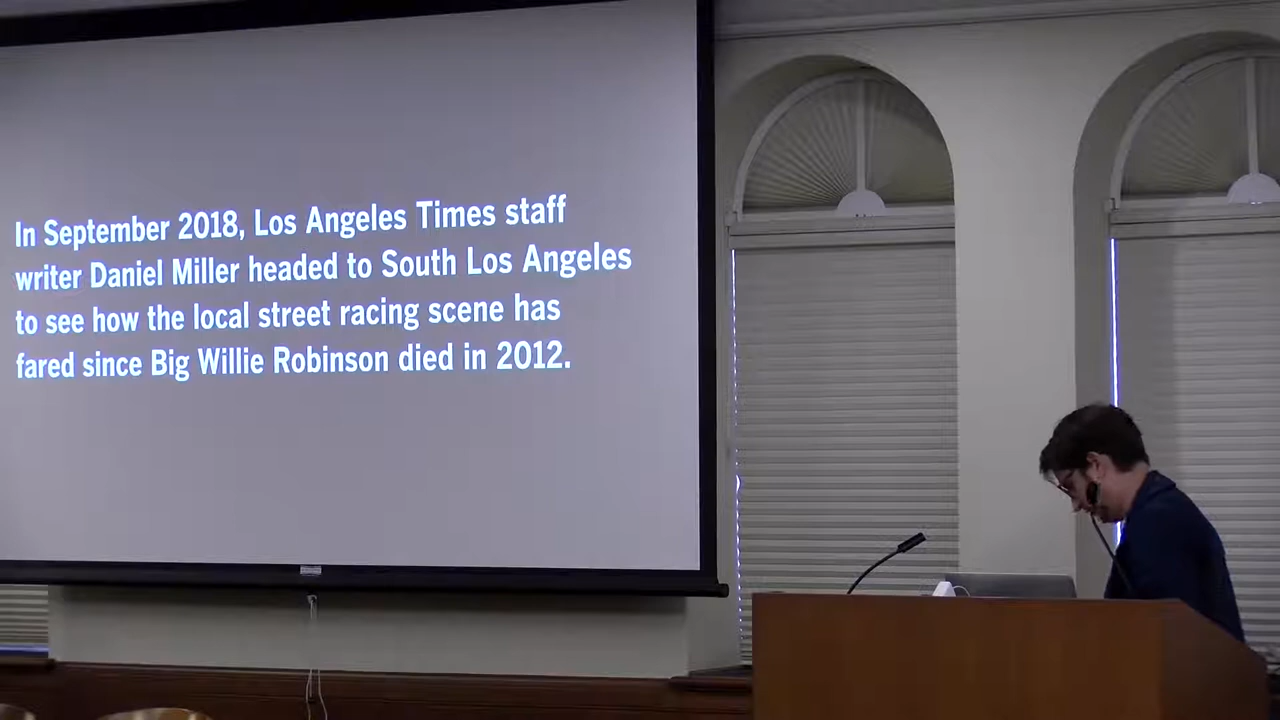 In September 2018, Los Angeles Times staff
writer Daniel Miller headed to South Los Angeles
to see how the local street racing scene has
fared since Big Willie Robinson died in 2012.